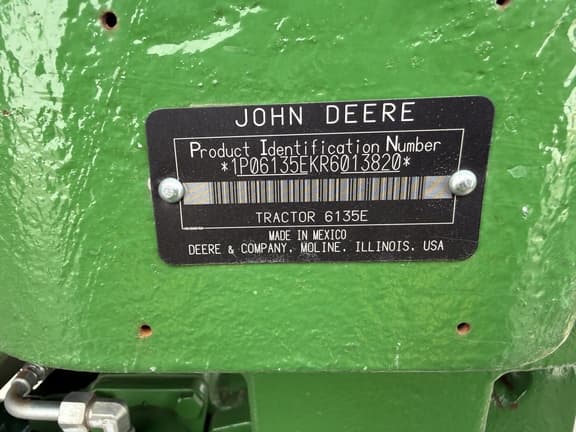 JOHN DEERE
Product Identification Number
*1P06135EKR6013820*
TRACTOR 6135E
MADE IN MEXICO
DEERE & COMPANY, MOLINE, ILLINOIS, USA